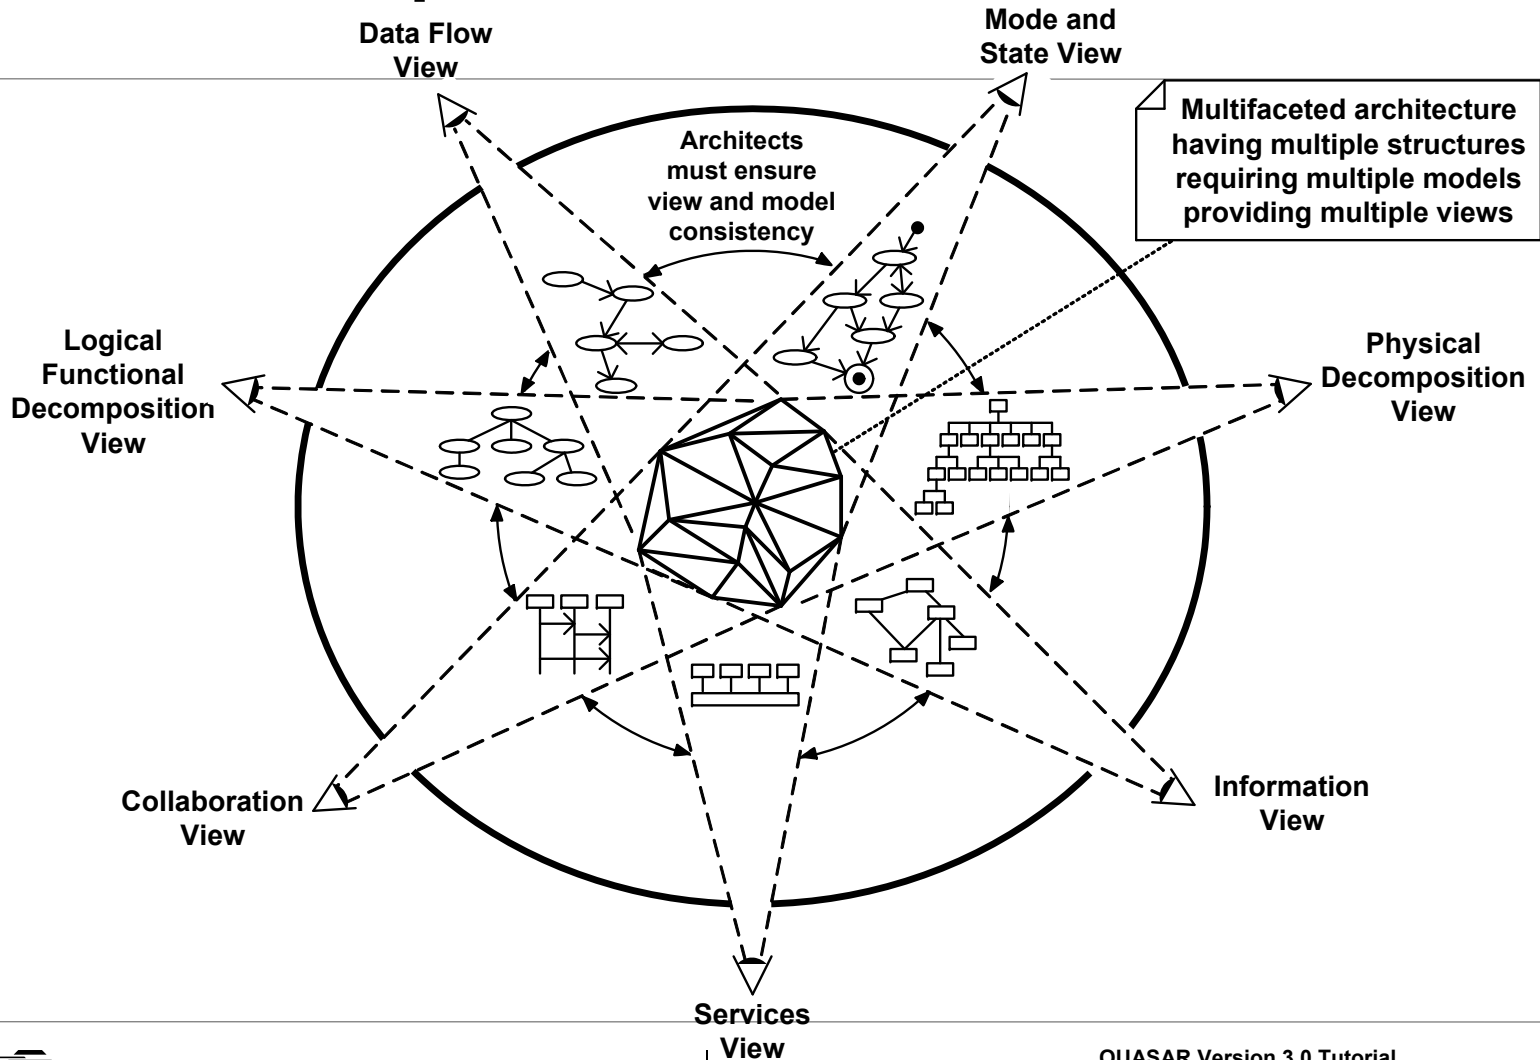 Data Flow
View
Mode and
State View
Multifaceted architecture
having multiple structures
requiring multiple models
providing multiple views
Architects
must ensure
view and model
consistency
Logical
Functional
Decomposition
View
Physical
Decomposition
View
Collaboration
View
Information
View
Services
View
QUASAR Version 3.0 Tutorial